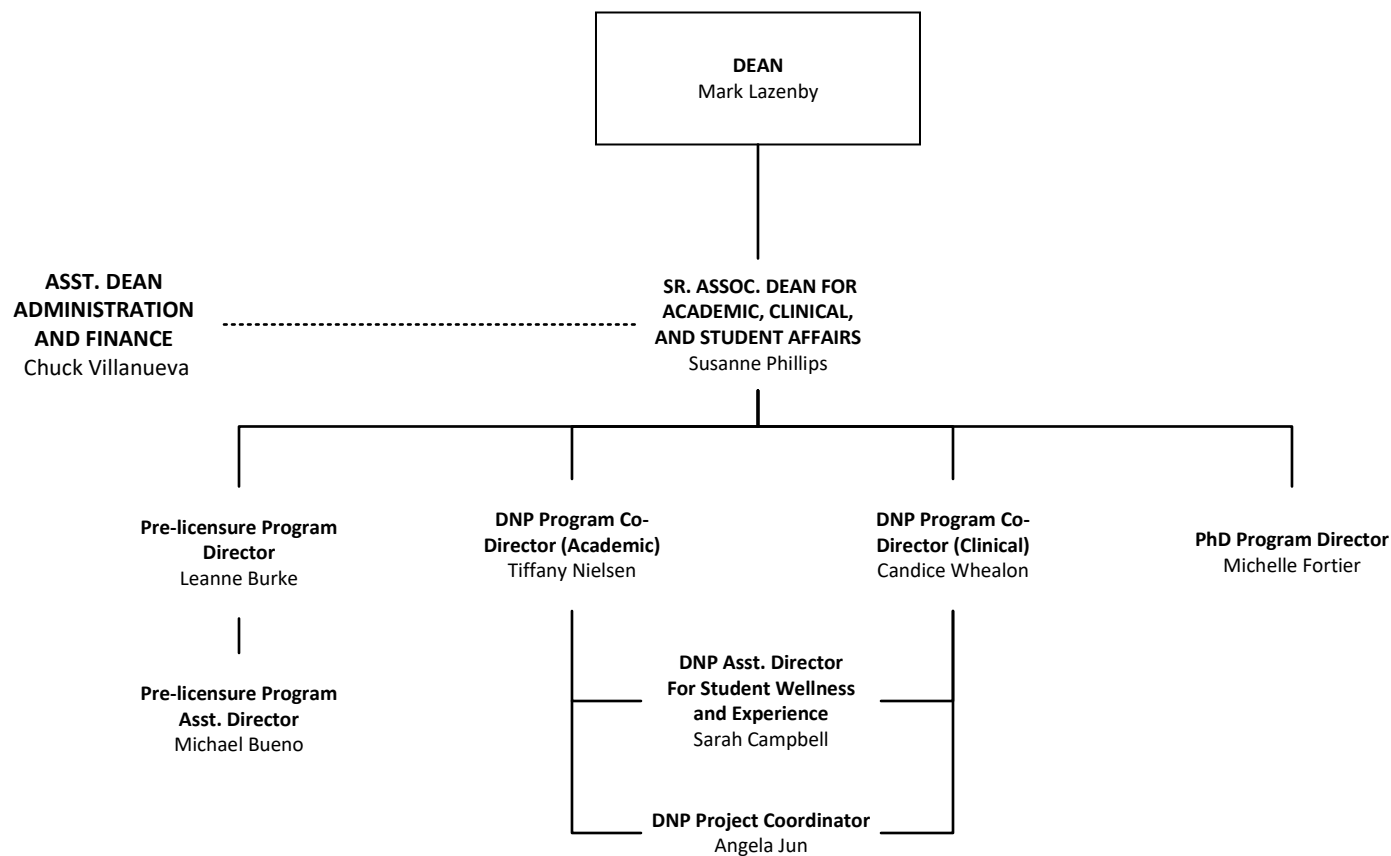 DEAN
Mark Lazenby
ASST. DEAN
ADMINISTRATION
AND FINANCE
Chuck Villanueva
SR. ASSOC. DEAN FOR
ACADEMIC, CLINICAL,
AND STUDENT AFFAIRS
Susanne Phillips
Pre-licensure Program
Director
Leanne Burke
DNP Program Co-
Director (Academic)
Tiffany Nielsen
DNP Program Co-
Director (Clinical)
Candice Whealon
PhD Program Director
Michelle Fortier
Pre-licensure Program
Asst. Director
Michael Bueno
DNP Asst. Director
For Student Wellness
and Experience
Sarah Campbell
DNP Project Coordinator
Angela Jun